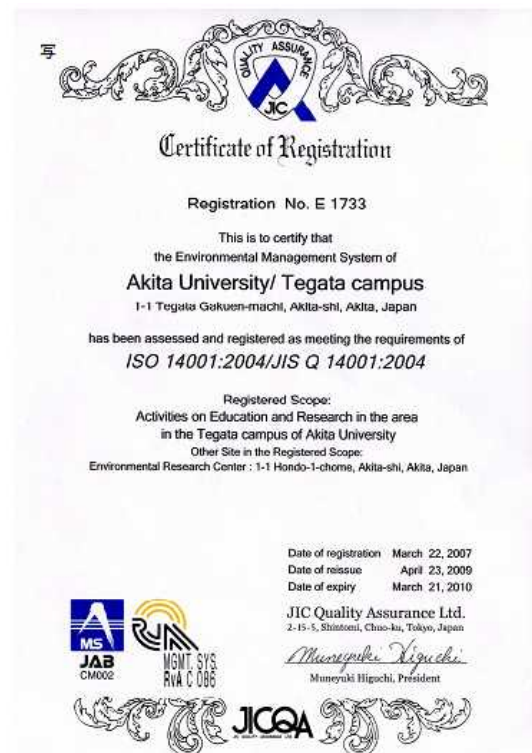 写
QUALITY ASSURANCE
JIC
Certificate of Registration
Registration No. E 1733
This is to certify that
the Environmental Management System of
Akita University/ Tegata campus
1-1 Tegata Gakuen-machi, Akita-shi, Akita, Japan
has been assessed and registered as meeting the requirements of
ISO 14001:2004/JIS Q 14001:2004
Registered Scope:
Activities on Education and Research in the area
in the Tegata campus of Akita University
Other Site in the Registered Scope:
Environmental Research Center : 1-1 Hondo-1-chome, Akita-shi, Akita, Japan
Date of registration March 22, 2007
Date of reissue April 23, 2009
Date of expiry March 21, 2010
JIC Quality Assurance Ltd.
2-15-5, Shintomi, Chuo-ku, Tokyo, Japan
Muneyuki Higuchi
Muneyuki Higuchi, President
MS
JAB
CM002
RvA
MGMT. SYS.
RvA C 086
JICQA
JIC QUALITY ASSURANCE LTD